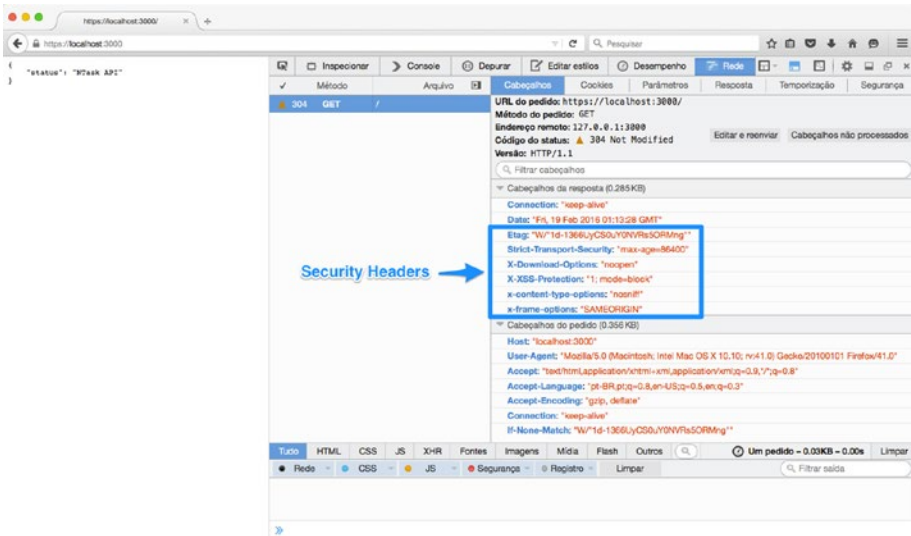 https://localhost:3000/
https://localhost:3000
Pesquisar
{
"status": "NTask API"
}
Inspecionar Console Depurar Editar estilos Desempenho Rede
Método Arquivo Cabeçalhos Cookies Parâmetros Resposta Temporização Segurança
304 GET /
URL do pedido: https://localhost:3000/
Método do pedido: GET
Endereço remoto: 127.0.0.1:3000
Código do status: 304 Not Modified
Editar e reenviar Cabeçalhos não processados
Versão: HTTP/1.1
Filtrar cabeçalhos
Cabeçalhos da resposta (0.285 KB)
Connection: "keep-alive"
Date: "Fri, 19 Feb 2016 01:13:28 GMT"
Etag: "W/"1d-1366UyCS0uY0NVRs5ORMng""
Strict-Transport-Security: "max-age=86400"
X-Download-Options: "noopen"
X-XSS-Protection: "1; mode=block"
x-content-type-options: "nosniff"
x-frame-options: "SAMEORIGIN"
Security Headers
Cabeçalhos do pedido (0.356 KB)
Host: "localhost:3000"
User-Agent: "Mozilla/5.0 (Macintosh; Intel Mac OS X 10.10; rv:41.0) Gecko/20100101 Firefox/41.0"
Accept: "text/html,application/xhtml+xml,application/xml;q=0.9,*/*;q=0.8"
Accept-Language: "pt-BR,pt;q=0.8,en-US;q=0.5,en;q=0.3"
Accept-Encoding: "gzip, deflate"
Connection: "keep-alive"
If-None-Match: "W/"1d-1366UyCS0uY0NVRs5ORMng""
Tudo HTML CSS JS XHR Fontes Imagens Mídia Flash Outros Um pedido = 0.03KB - 0.00s Limpar
Rede CSS JS Segurança Registro Limpar Filtrar saída